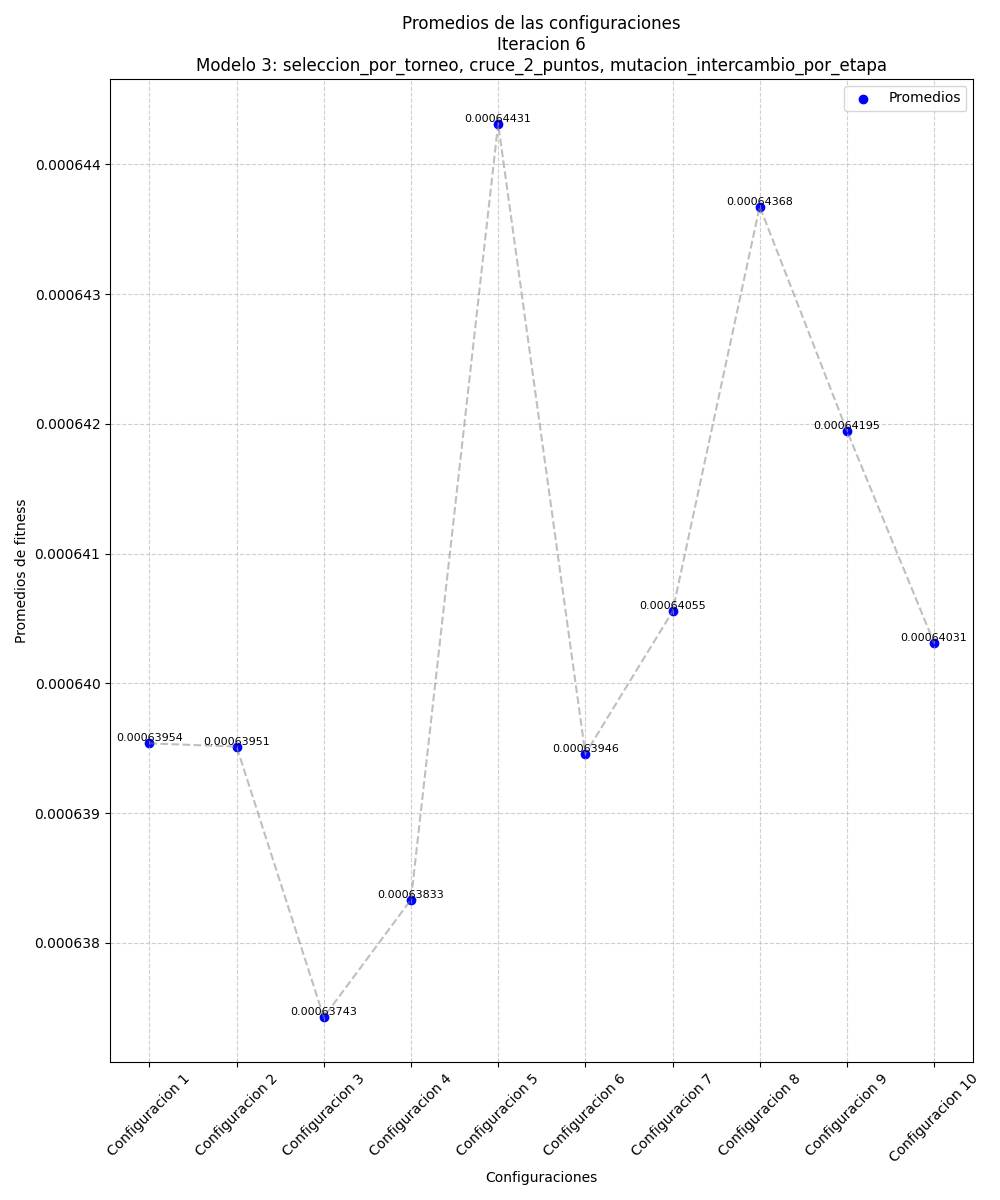 Promedios de las configuraciones
Iteracion 6
Modelo 3: seleccion_por_torneo, cruce_2_puntos, mutacion_intercambio_por_etapa
Promedios
0.00064431
0.000644
0.00064368
0.000643
0.000642
0.00064195
0.000641
Promedios de fitness
0.00064055
0.00064031
0.000640
0.00063954
0.00063951
0.00063946
0.000639
0.00063833
0.000638
0.00063743
Configuracion 1
Configuracion 2
Configuracion 3
Configuracion 4
Configuracion 5
Configuracion 6
Configuracion 7
Configuracion 8
Configuracion 9
Configuracion 10
Configuraciones